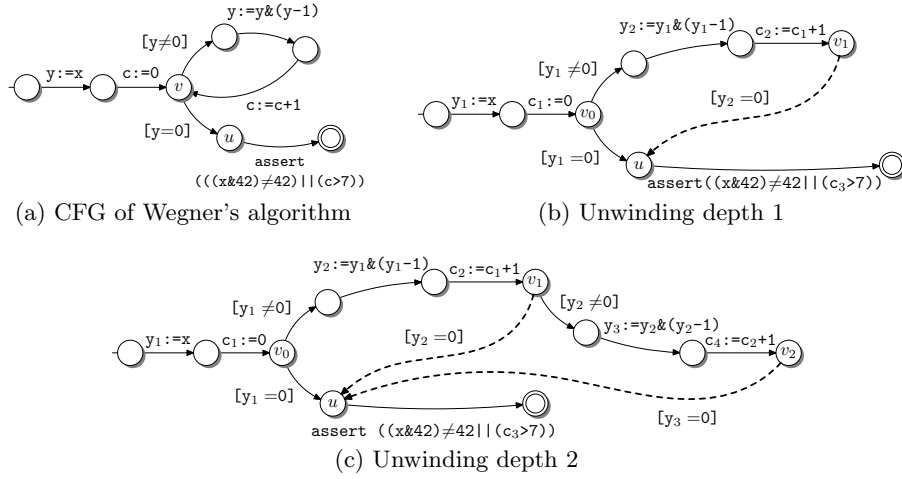 y:=y&(y-1)
[y≠0]
y:=x
c:=0
v
c:=c+1
[y=0]
u
assert
(((x&42)≠42)||(c>7))
(a) CFG of Wegner's algorithm
y₂:=y₁&(y₁-1)
c₂:=c₁+1
v₁
[y₁ ≠0]
[y₂ =0]
y₁:=x
c₁:=0
v₀
[y₁ =0]
u
assert((x&42)≠42||(c₃>7))
(b) Unwinding depth 1
y₂:=y₁&(y₁-1)
c₂:=c₁+1
v₁
[y₁ ≠0]
[y₂ ≠0]
[y₂ =0]
y₃:=y₂&(y₂-1)
y₁:=x
c₁:=0
v₀
c₄:=c₂+1
v₂
[y₁ =0]
u
[y₃ =0]
assert ((x&42)≠42||(c₃>7))
(c) Unwinding depth 2